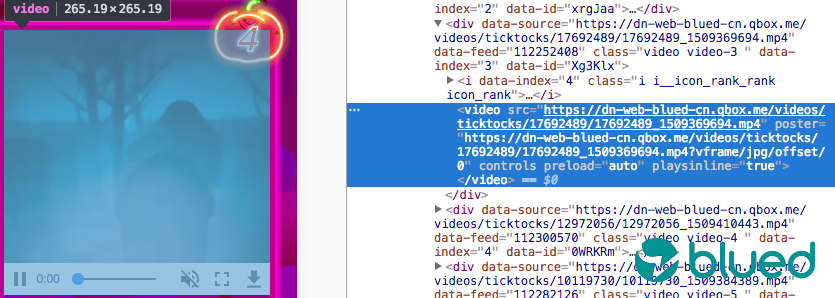 video 265.19×265.19
4
0:00
index="2" data-id="xrgJaa">…</div>
<div data-source="https://dn-web-blued-cn.qbox.me/
videos/ticktocks/17692489/17692489_1509369694.mp4"
data-feed="112252408" class="video video-3 " data-
index="3" data-id="Xg3Klx">
<i data-index="4" class="i i__icon_rank_rank
icon_rank">…</i>
… <video src="https://dn-web-blued-cn.qbox.me/videos/
ticktocks/17692489/17692489_1509369694.mp4" poster=
"https://dn-web-blued-cn.qbox.me/videos/ticktocks/
17692489/17692489_1509369694.mp4?vframe/jpg/offset/
0" controls preload="auto" playsinline="true">
</video> == $0
</div>
<div data-source="https://dn-web-blued-cn.qbox.me/
videos/ticktocks/12972056/12972056_1509410443.mp4"
data-feed="112300570" class="video video-4 " data-
index="4" data-id="0WRKRm">…
<div data-source="https://dn-web-blued-cn.qbox.me/
videos/ticktocks/10119730/10119730_1509384389.mp4"
data-feed="112282126" class="video video-5 " data-
blued